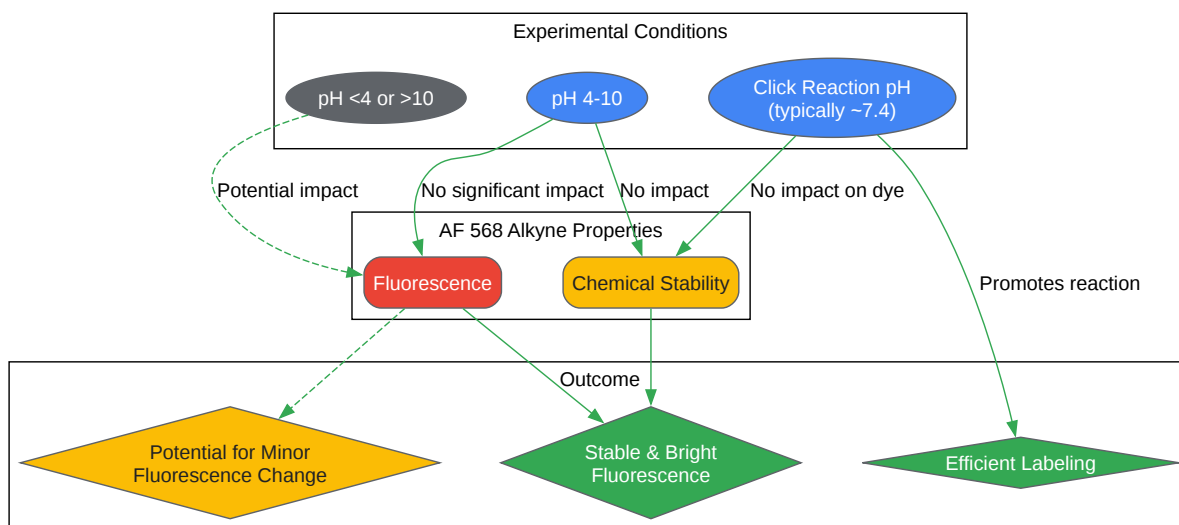 Experimental Conditions
pH <4 or >10
pH 4-10
Click Reaction pH
(typically ~7.4)
Potential impact
No significant impact
No impact
No impact on dye
AF 568 Alkyne Properties
Fluorescence
Chemical Stability
Promotes reaction
Outcome
Potential for Minor
Fluorescence Change
Stable & Bright
Fluorescence
Efficient Labeling